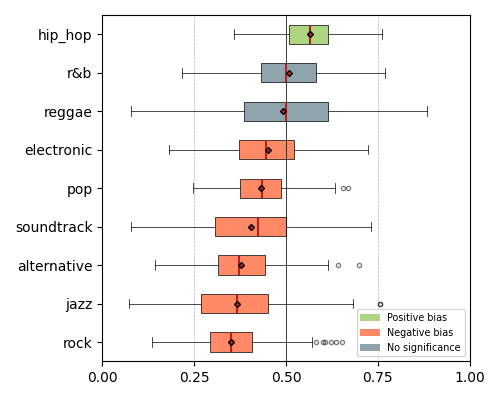 hip_hop
r&b
reggae
electronic
pop
soundtrack
alternative
jazz
rock
Positive bias
Negative bias
No significance
0.00 0.25 0.50 0.75 1.00